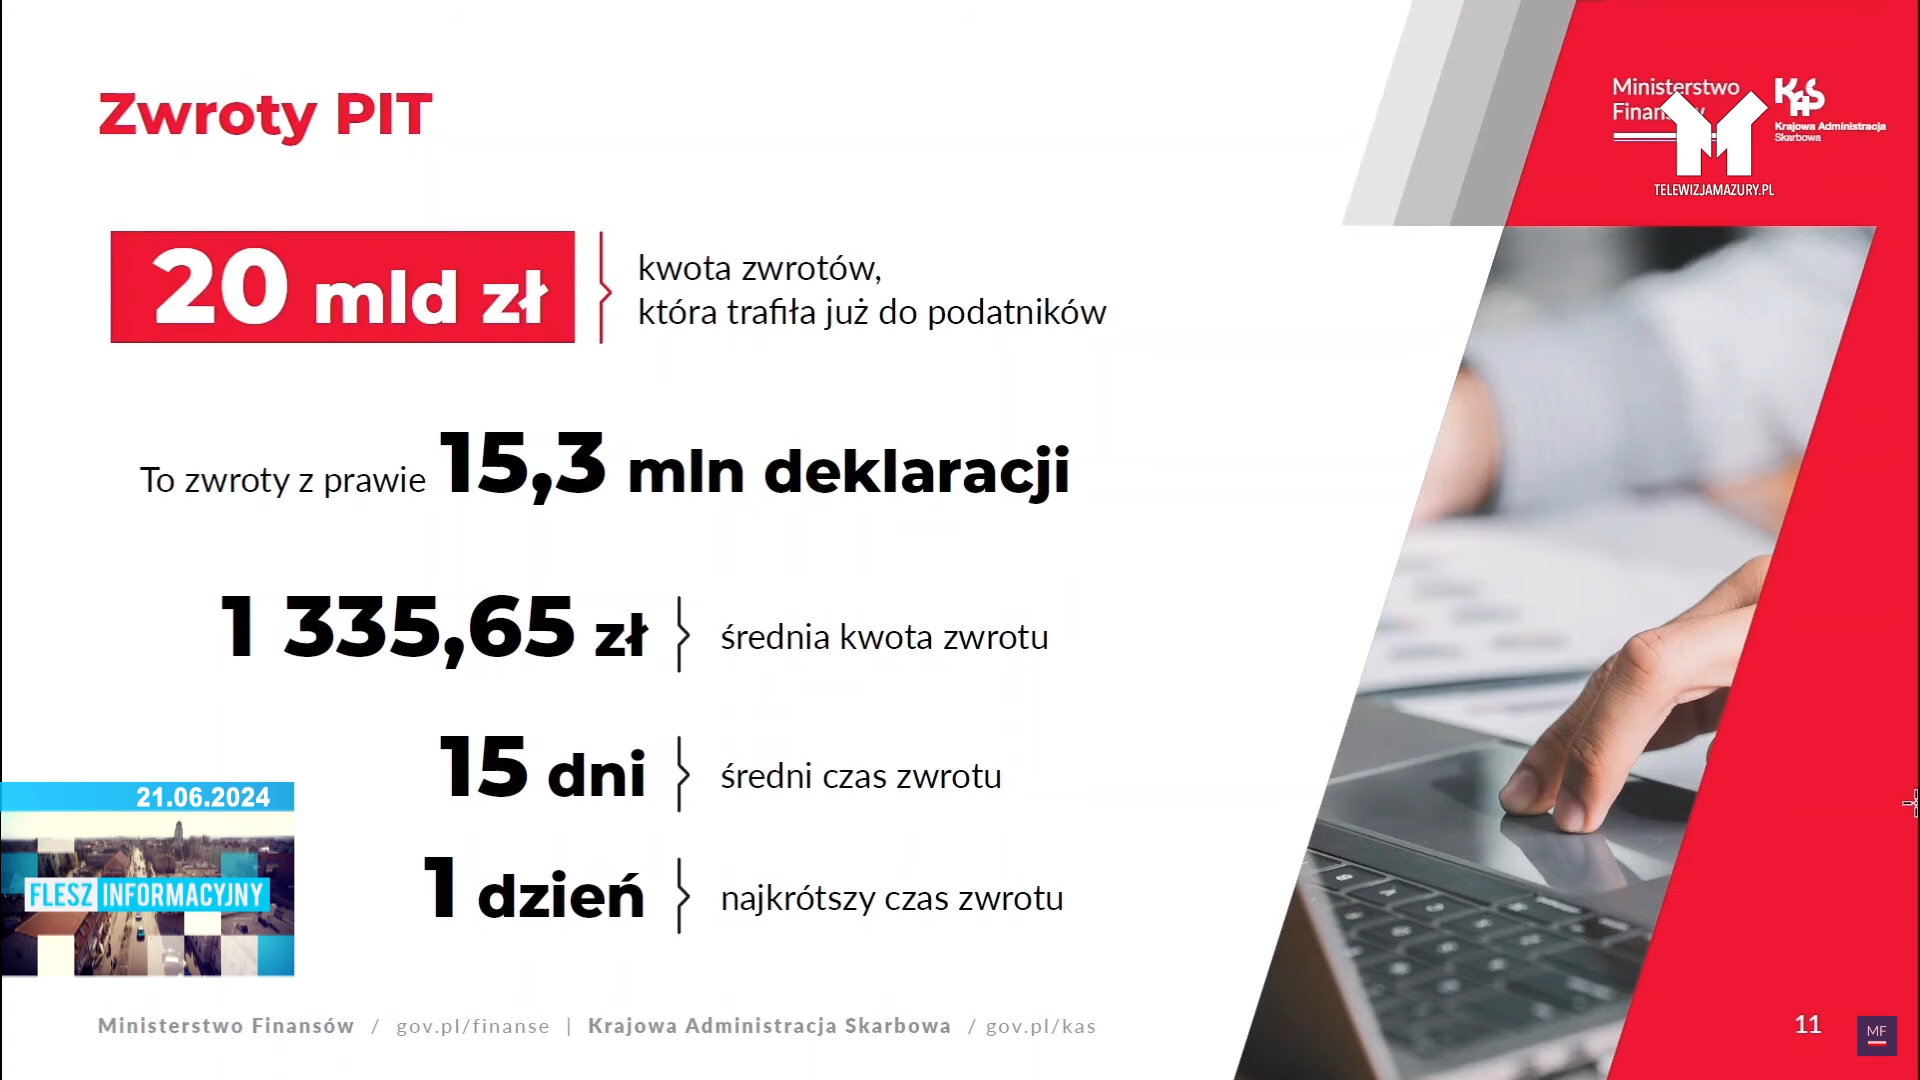 Zwroty PIT
Ministerstwo
KAS
Krajowa Administracja
Skarbowa
TELEWIZJAMAZURY.PL
20 mld zł
kwota zwrotów,
która trafiła już do podatników
To zwroty z prawie 15,3 mln deklaracji
1 335,65 zł
średnia kwota zwrotu
15 dni
średni czas zwrotu
1 dzień
najkrótszy czas zwrotu
21.06.2024
FLESZ INFORMACYJNY
Ministerstwo Finansów / gov.pl/finanse | Krajowa Administracja Skarbowa / gov.pl/kas
11
MF